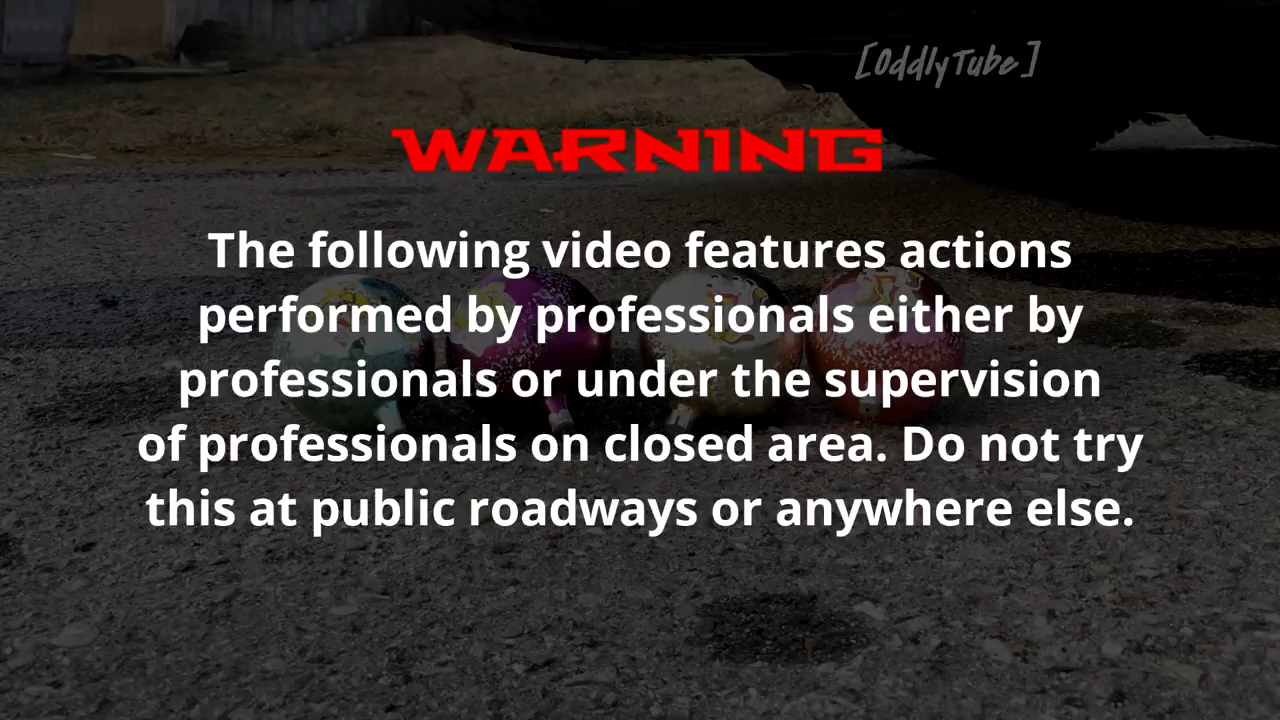 [OddlyTube]
WARNING
The following video features actions
performed by professionals either by
professionals or under the supervision
of professionals on closed area. Do not try
this at public roadways or anywhere else.